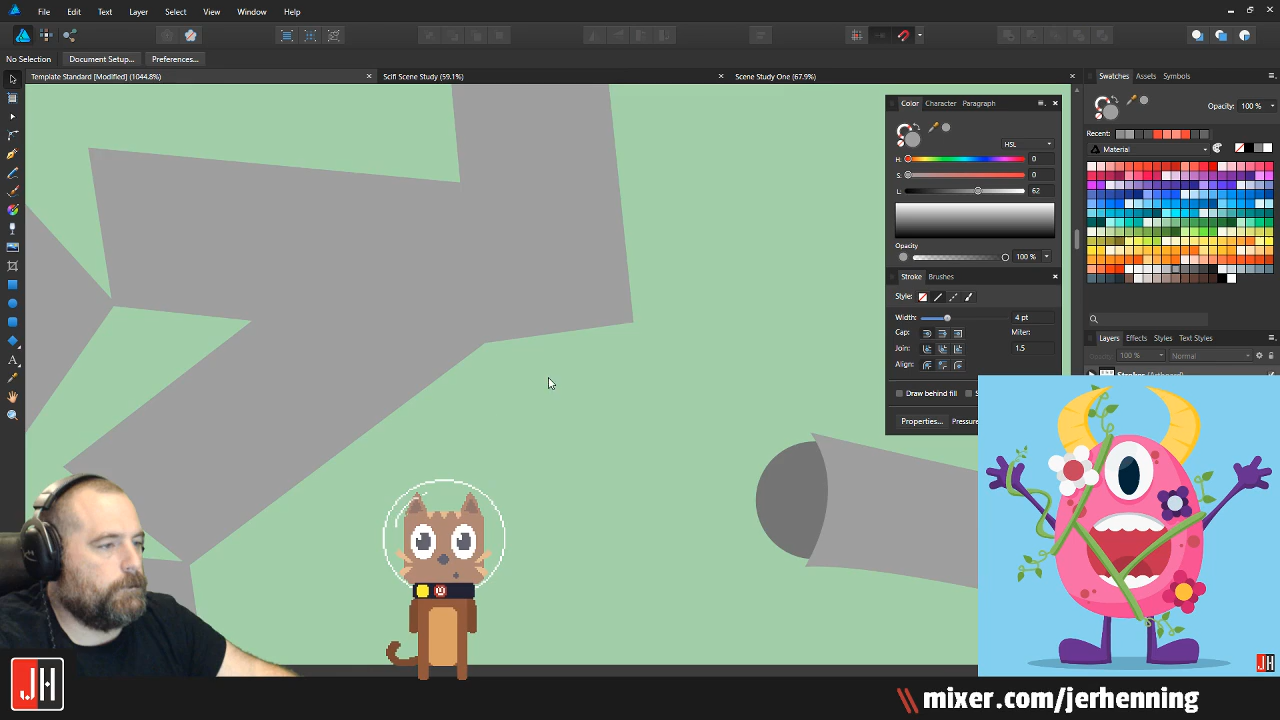 File Edit Text Layer Select View Window Help
No Selection Document Setup... Preferences...
Template Standard [Modified] (1044.8%) Scifi Scene Study (59.1%) Scene Study One (67.9%)
Swatches Assets Symbols
Color Character Paragraph
Opacity: 100 %
HSL
Recent:
Material
H: 0
S: 0
L: 62
Opacity
100 %
Stroke Brushes
Style:
Width: 4 pt
Cap: Miter:
Join: 1.5
Align:
Draw behind fill
Properties... Pressure
Layers Effects Styles Text Styles
Opacity: 100 % Normal
JH
JH
mixer.com/jerhenning